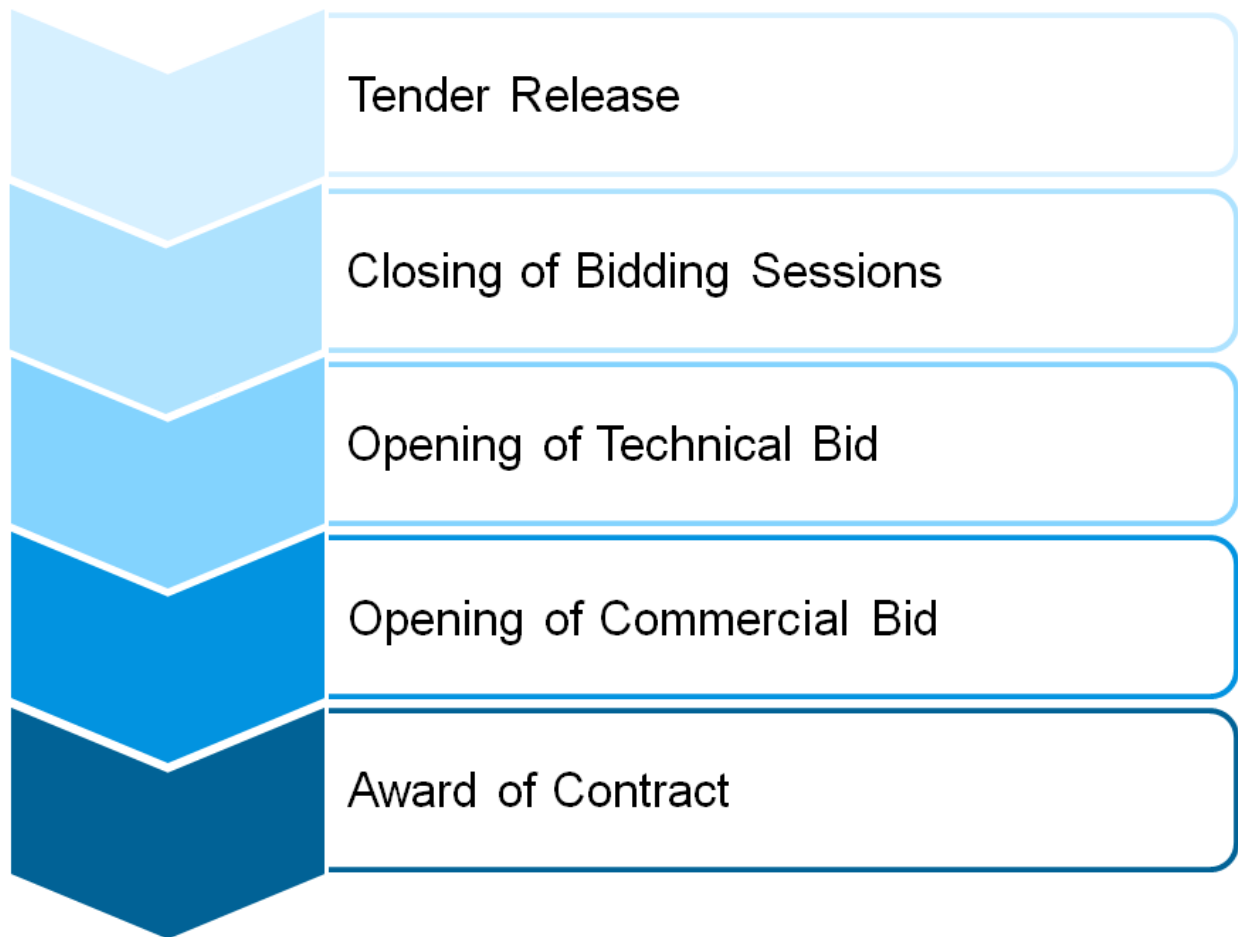 Tender Release
Closing of Bidding Sessions
Opening of Technical Bid
Opening of Commercial Bid
Award of Contract